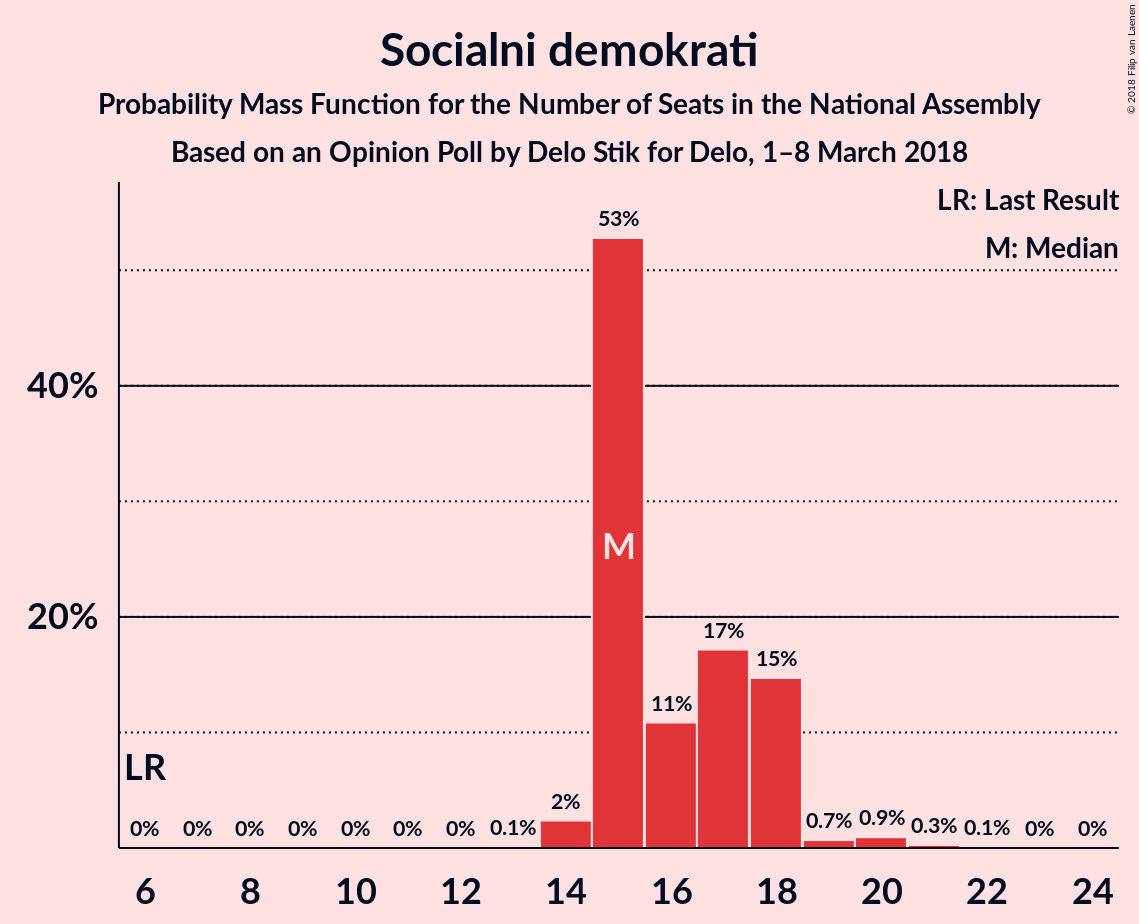 Socialni demokrati
Probability Mass Function for the Number of Seats in the National Assembly
Based on an Opinion Poll by Delo Stik for Delo, 1–8 March 2018
© 2018 Filip van Laenen
LR: Last Result
M: Median
53%
40%
M
20%
17%
15%
11%
LR
2%
0% 0% 0% 0% 0% 0% 0% 0.1% 0.7% 0.9% 0.3% 0.1% 0% 0%
6 8 10 12 14 16 18 20 22 24